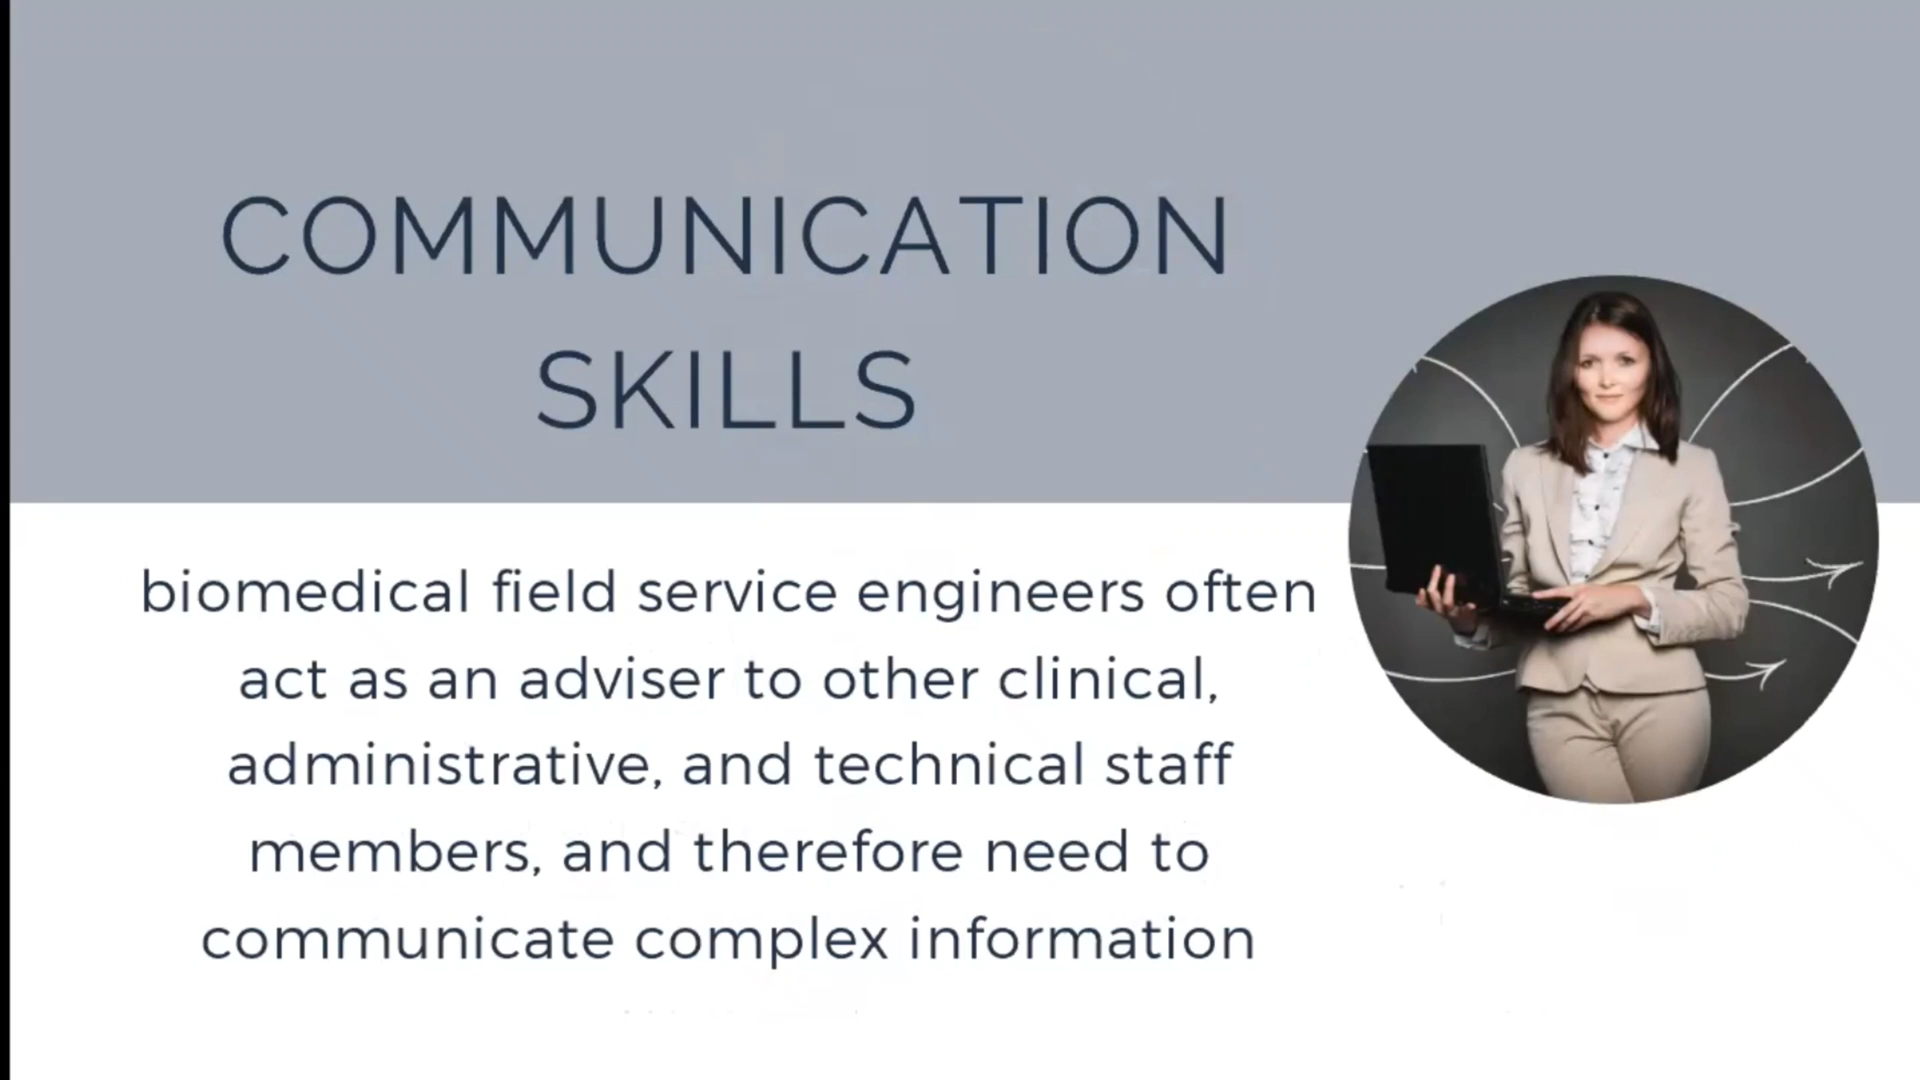 COMMUNICATION
SKILLS
biomedical field service engineers often
act as an adviser to other clinical,
administrative, and technical staff
members, and therefore need to
communicate complex information